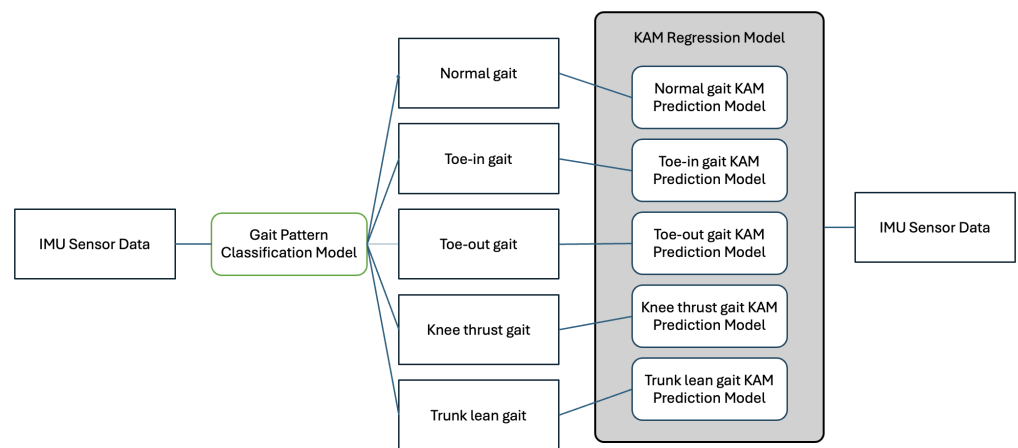 IMU Sensor Data
Gait Pattern
Classification Model
Normal gait
Toe-in gait
Toe-out gait
Knee thrust gait
Trunk lean gait
KAM Regression Model
Normal gait KAM
Prediction Model
Toe-in gait KAM
Prediction Model
Toe-out gait KAM
Prediction Model
Knee thrust gait KAM
Prediction Model
Trunk lean gait KAM
Prediction Model
IMU Sensor Data